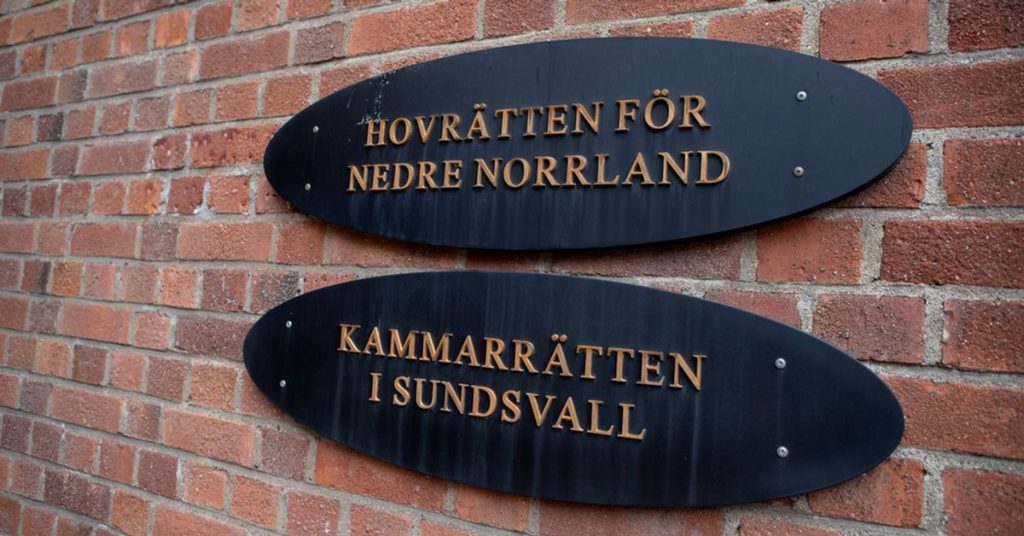 HOVRÄTTEN FÖR
NEDRE NORRLAND
KAMMARRÄTTEN
I SUNDSVALL